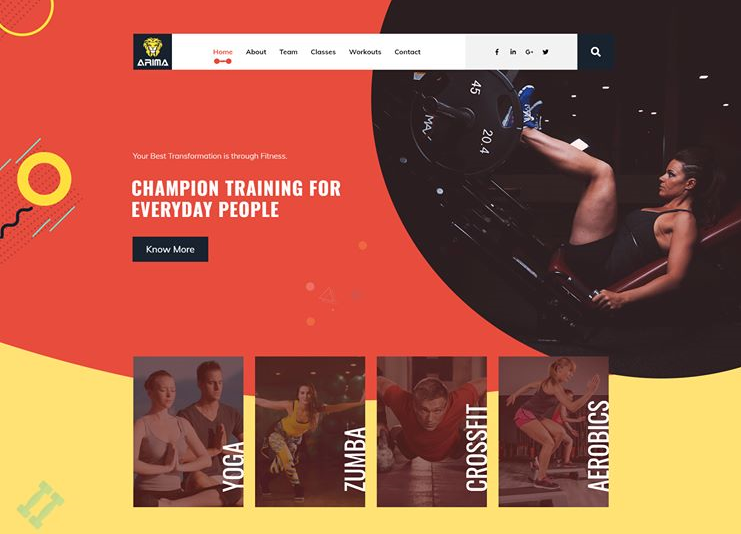 ARIMA
Home About Team Classes Workouts Contact
Your Best Transformation is through Fitness.
CHAMPION TRAINING FOR
EVERYDAY PEOPLE
Know More
45
20.4
YOGA
ZUMBA
CROSSFIT
AEROBICS